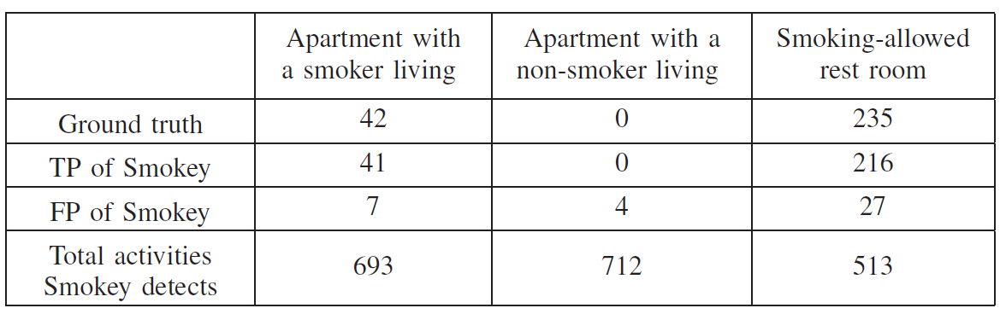 Apartment with a smoker living
Apartment with a non-smoker living
Smoking-allowed rest room
Ground truth 42 0 235
TP of Smokey 41 0 216
FP of Smokey 7 4 27
Total activities Smokey detects 693 712 513